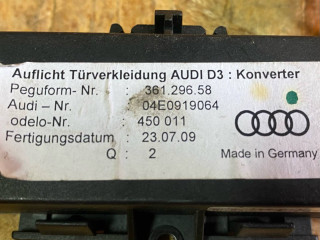 Auflicht Türverkleidung AUDI D3 : Konverter
Peguform- Nr. : 361.296.58
Audi – Nr. : 04E0919064
odelo-Nr. : 450 011
Fertigungsdatum : 23.07.09
Q : 2 Made in Germany